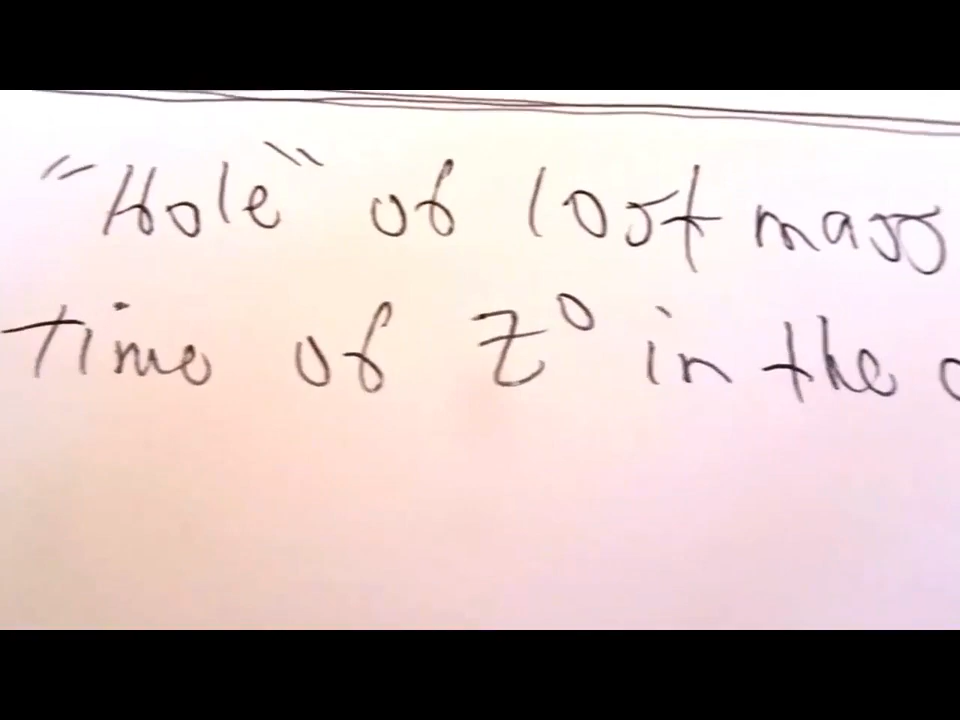 "Hole" of lost mass
time of Z⁰ in the